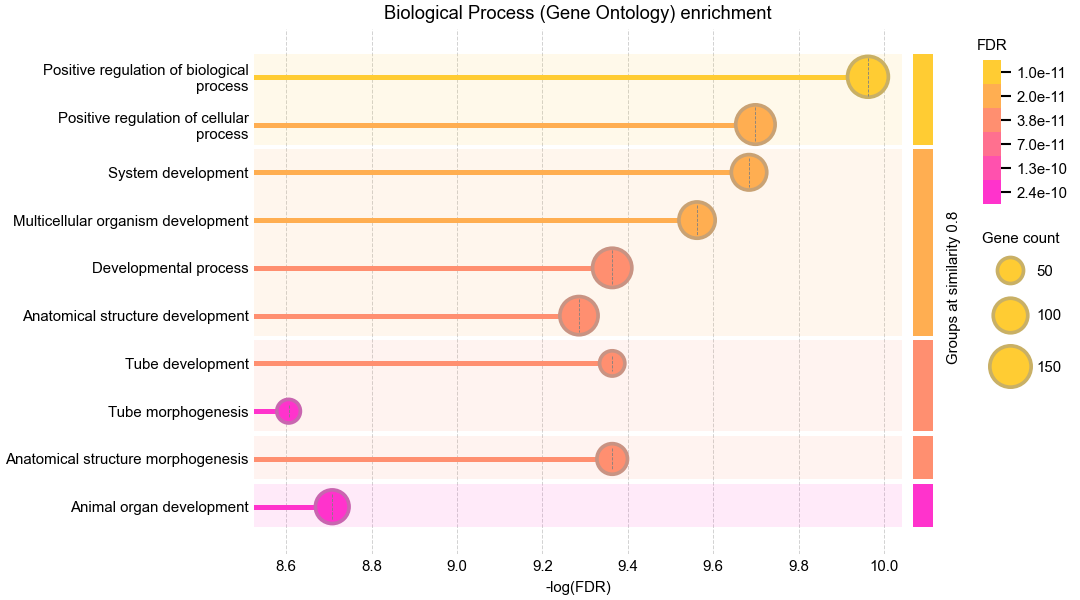 Biological Process (Gene Ontology) enrichment
Positive regulation of biological
process
Positive regulation of cellular
process
System development
Multicellular organism development
Developmental process
Anatomical structure development
Tube development
Tube morphogenesis
Anatomical structure morphogenesis
Animal organ development
8.6 8.8 9.0 9.2 9.4 9.6 9.8 10.0
-log(FDR)
Groups at similarity 0.8
FDR
1.0e-11
2.0e-11
3.8e-11
7.0e-11
1.3e-10
2.4e-10
Gene count
50
100
150